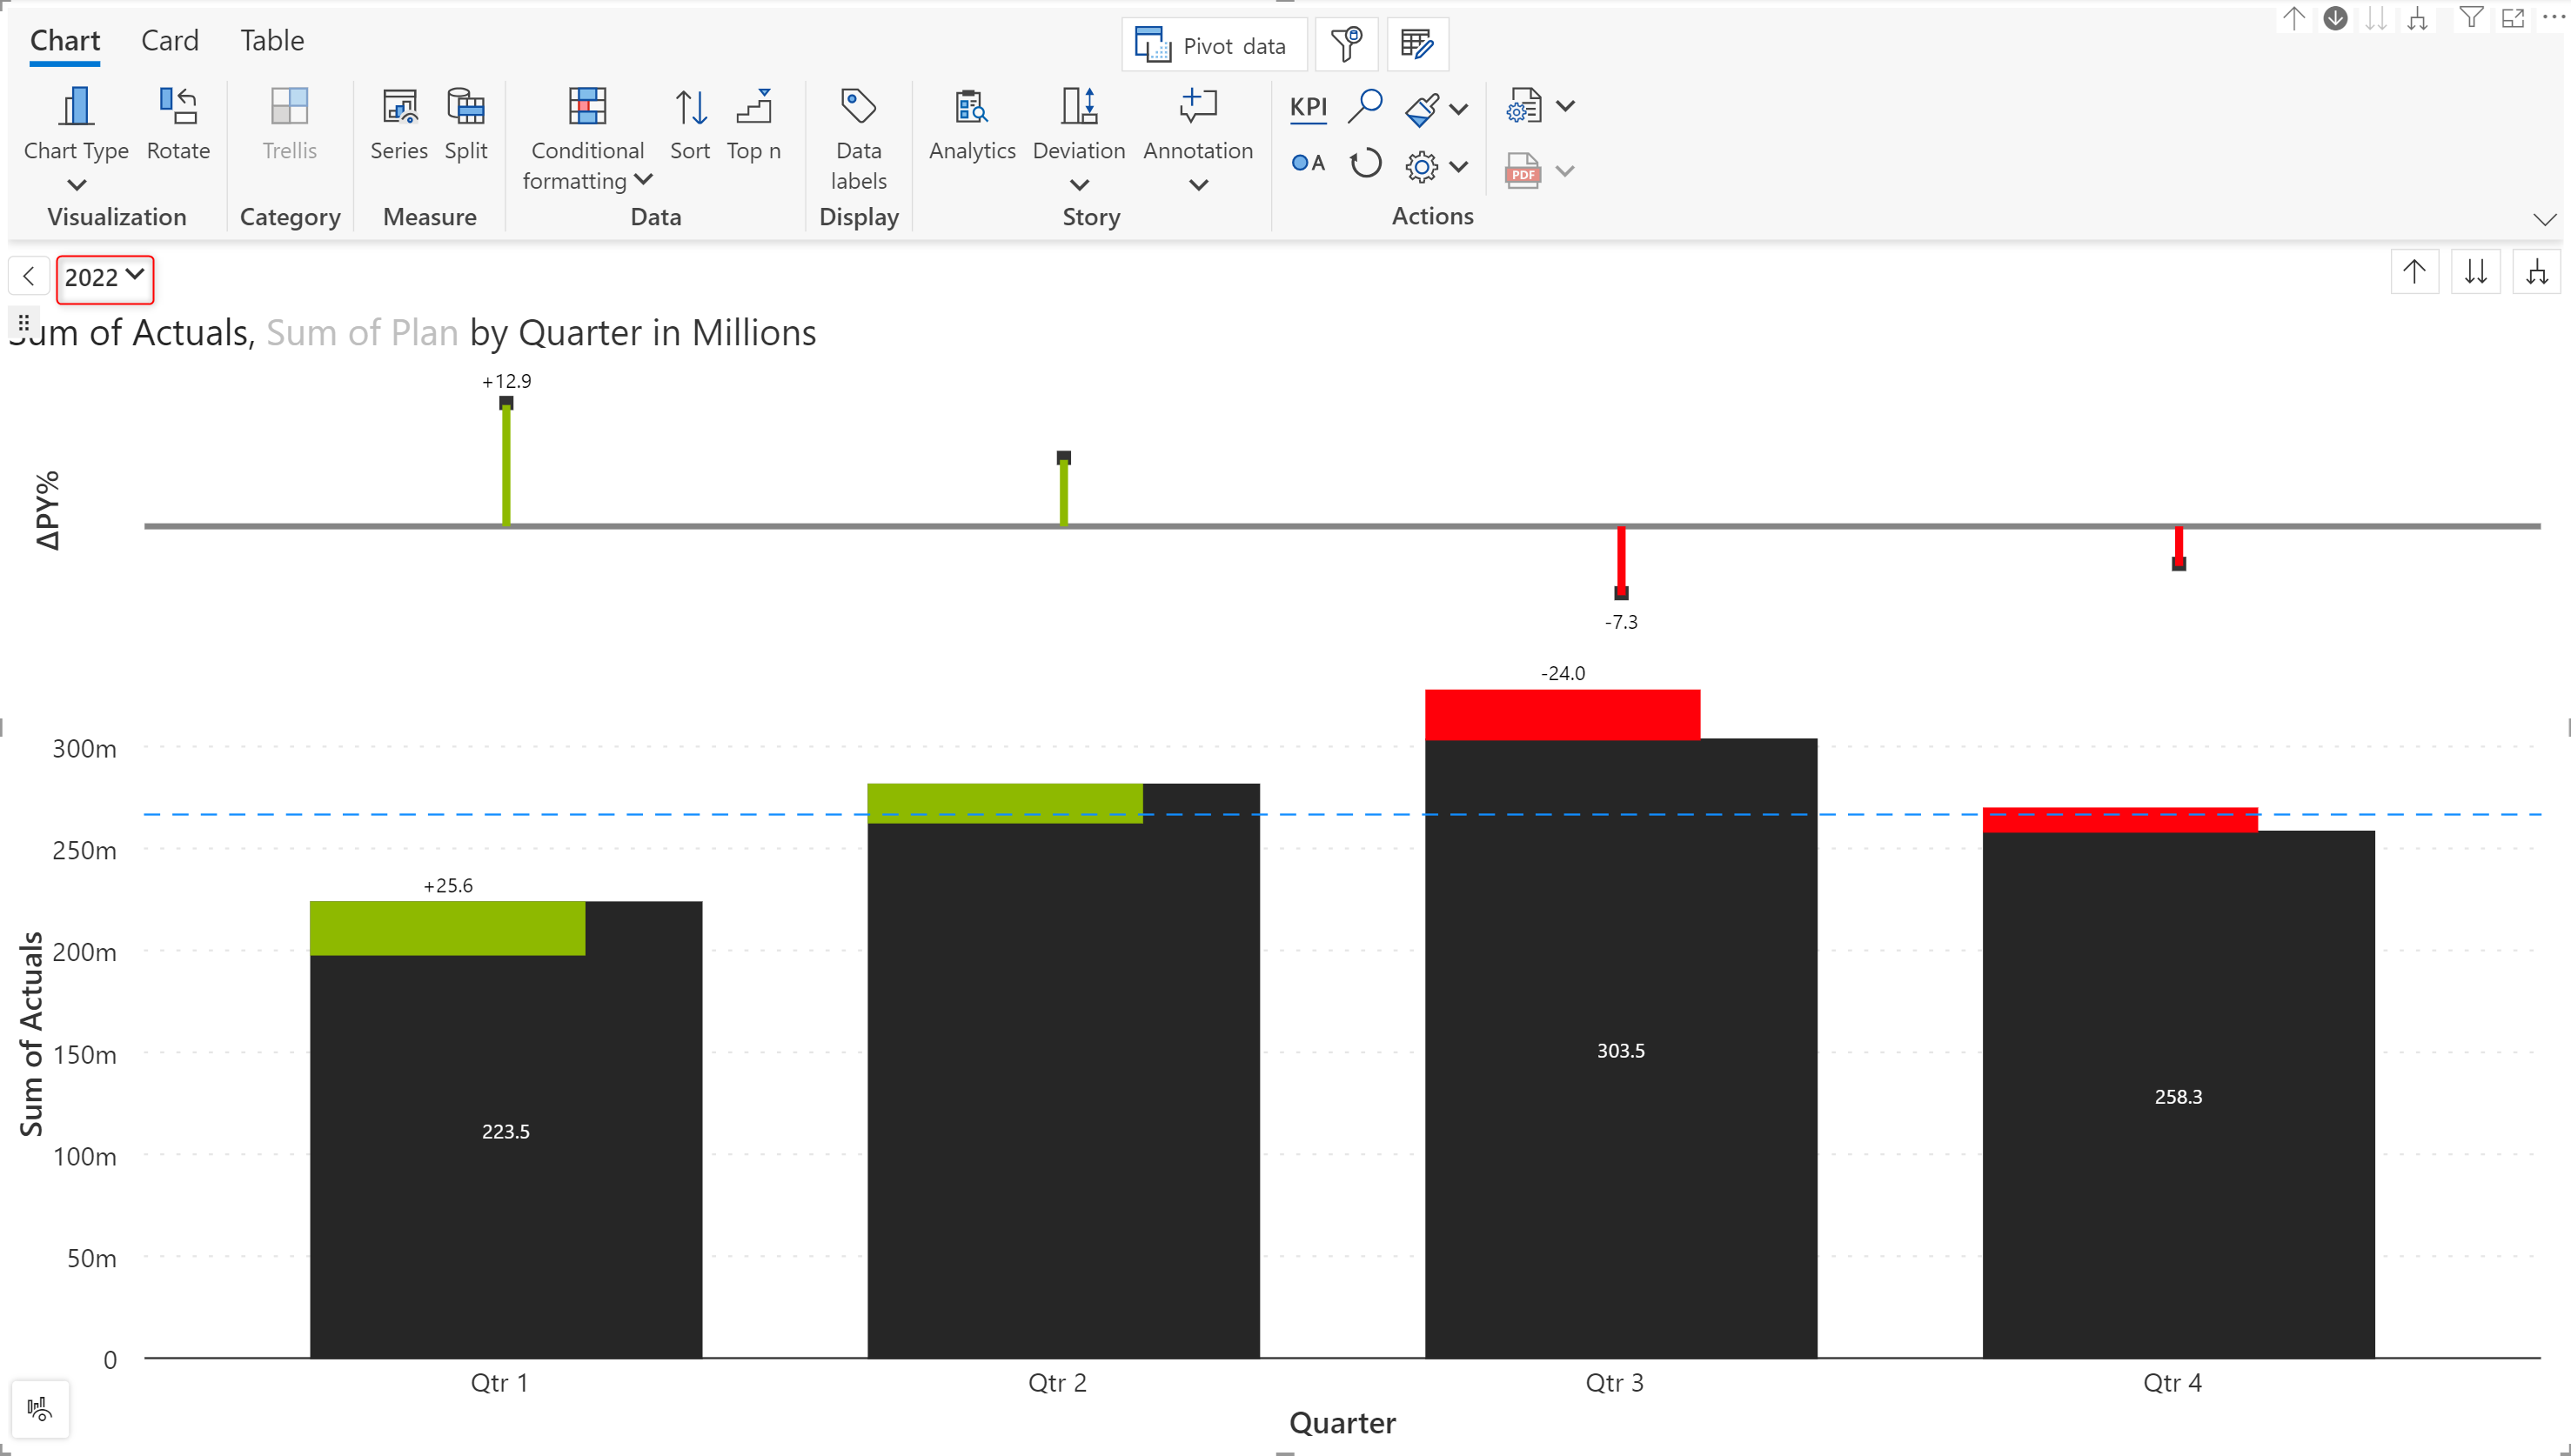 Chart Card Table
Pivot data
Chart Type Rotate Trellis Series Split Conditional formatting Sort Top n Data labels Analytics Deviation Annotation KPI
A
PDF
Visualization Category Measure Data Display Story Actions
2022
Sum of Actuals, Sum of Plan by Quarter in Millions
+12.9
ΔPY%
-7.3
-24.0
300m
250m
+25.6
200m
Sum of Actuals
150m
303.5
258.3
223.5
100m
50m
0
Qtr 1 Qtr 2 Qtr 3 Qtr 4
Quarter